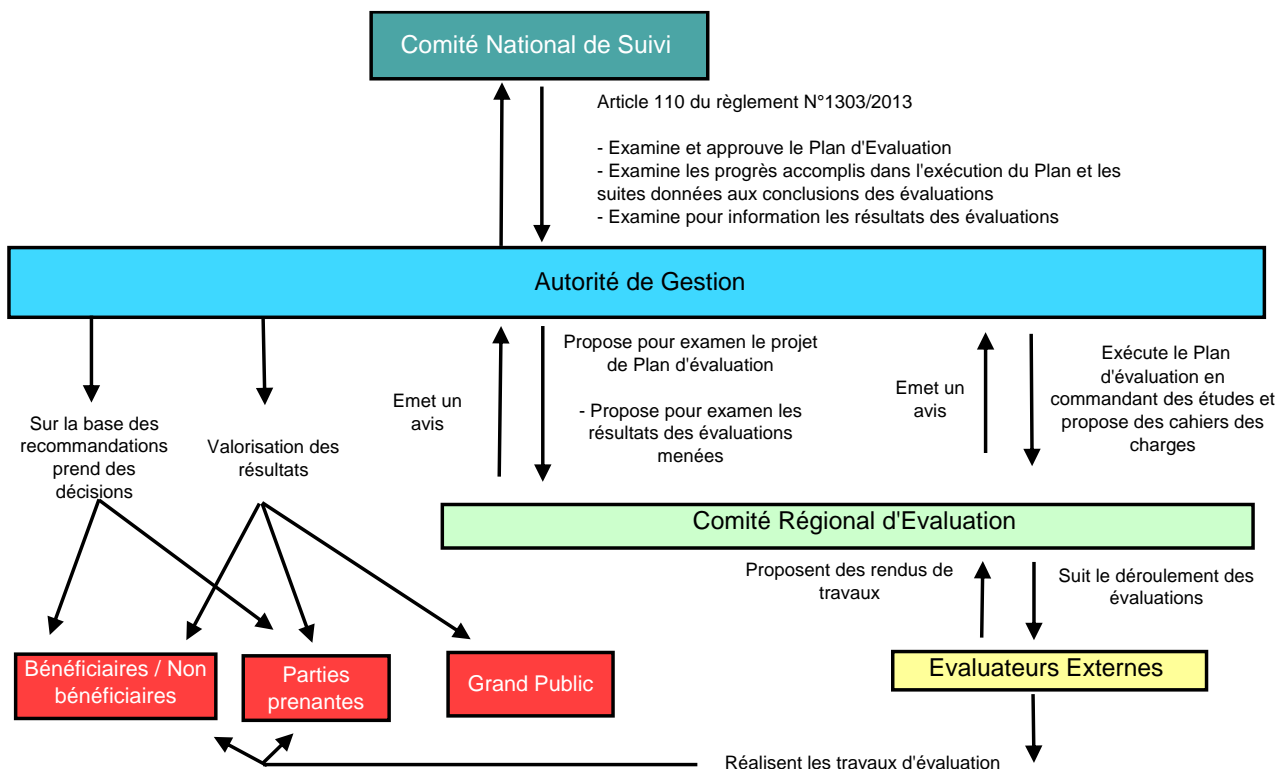 Comité National de Suivi
Article 110 du règlement N°1303/2013
- Examine et approuve le Plan d'Evaluation
- Examine les progrès accomplis dans l'exécution du Plan et les
suites données aux conclusions des évaluations
- Examine pour information les résultats des évaluations
Autorité de Gestion
Sur la base des
recommandations
prend des
décisions
Valorisation des
résultats
Emet un
avis
Propose pour examen le projet
de Plan d'évaluation
- Propose pour examen les
résultats des évaluations
menées
Emet un
avis
Exécute le Plan
d'évaluation en
commandant des études et
propose des cahiers des
charges
Comité Régional d'Evaluation
Proposent des rendus de
travaux
Suit le déroulement des
évaluations
Bénéficiaires / Non
bénéficiaires
Parties
prenantes
Grand Public
Evaluateurs Externes
Réalisent les travaux d'évaluation